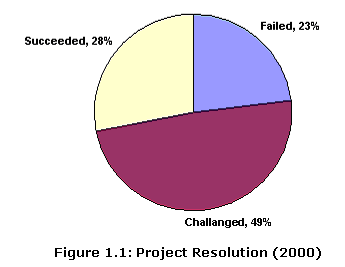 Failed, 23%
Succeeded, 28%
Challanged, 49%
Figure 1.1: Project Resolution (2000)